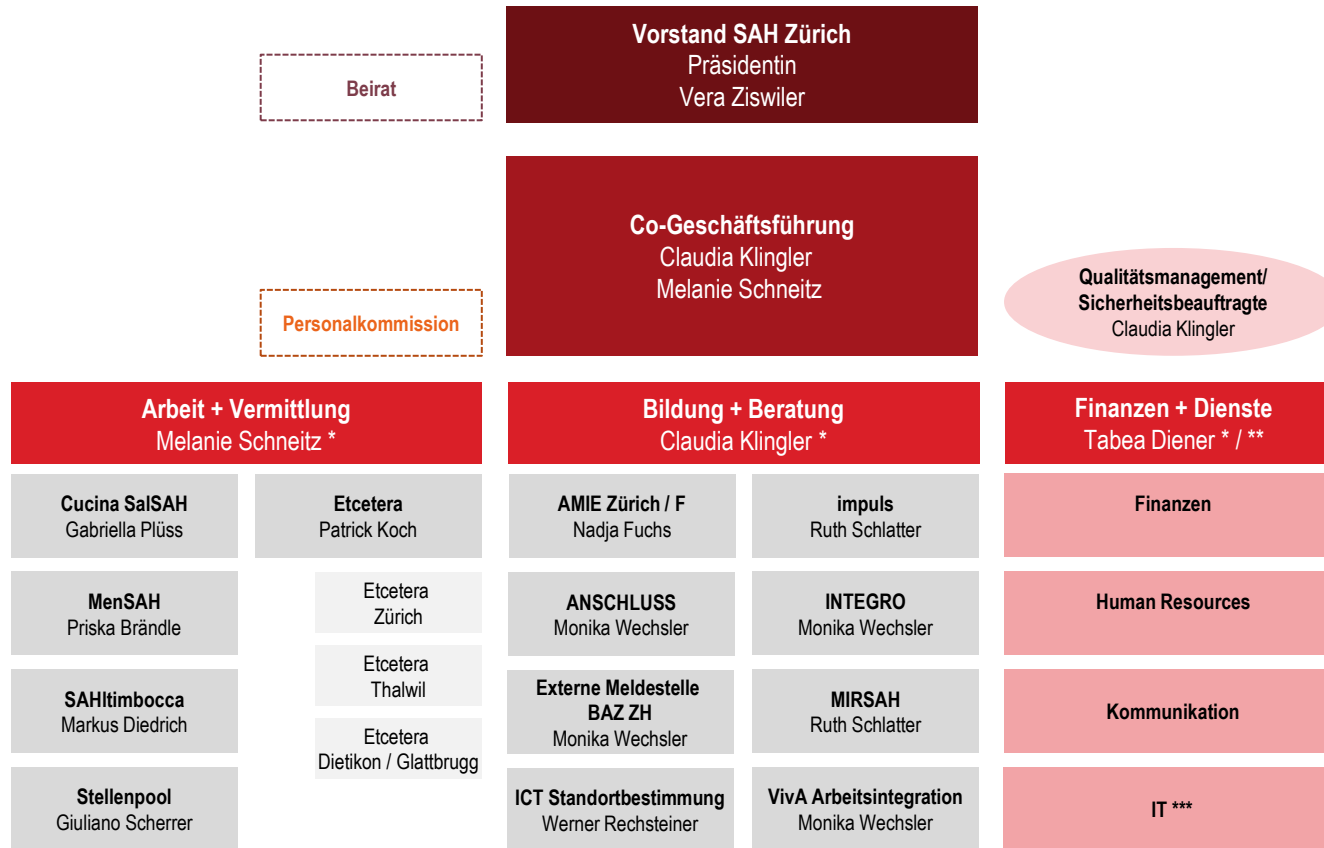 Vorstand SAH Zürich
Präsidentin
Vera Ziswiler
Beirat
Co-Geschäftsführung
Claudia Klingler
Melanie Schneitz
Personalkommission
Qualitätsmanagement/
Sicherheitsbeauftragte
Claudia Klingler
Arbeit + Vermittlung
Melanie Schneitz *
Bildung + Beratung
Claudia Klingler *
Finanzen + Dienste
Tabea Diener * / **
Cucina SalSAH
Gabriella Plüss
Etcetera
Patrick Koch
AMIE Zürich / F
Nadja Fuchs
impuls
Ruth Schlatter
Finanzen
MenSAH
Priska Brändle
Etcetera
Zürich
ANSCHLUSS
Monika Wechsler
INTEGRO
Monika Wechsler
Human Resources
SAHltimbocca
Markus Diedrich
Etcetera
Thalwil
Externe Meldestelle
BAZ ZH
Monika Wechsler
MIRSAH
Ruth Schlatter
Kommunikation
Etcetera
Dietikon / Glattbrugg
Stellenpool
Giuliano Scherrer
ICT Standortbestimmung
Werner Rechsteiner
VivA Arbeitsintegration
Monika Wechsler
IT ***